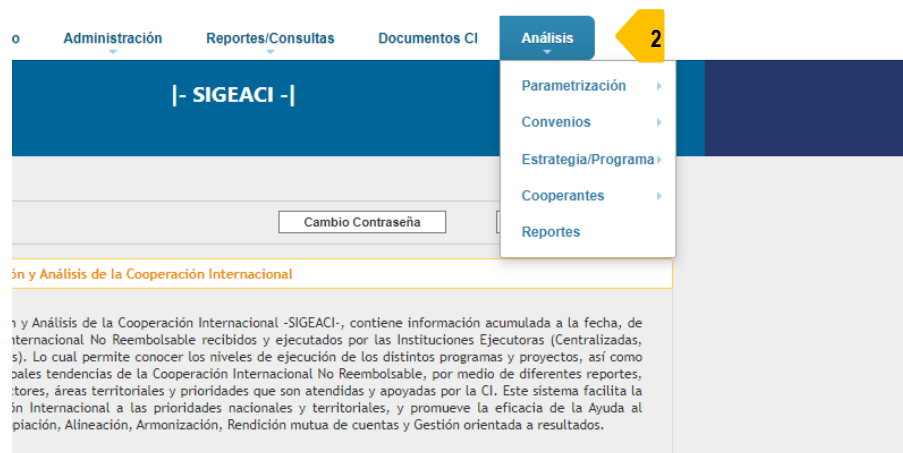 o Administración Reportes/Consultas Documentos CI Análisis 2
Parametrización
|- SIGEACI -|
Convenios
Estrategia/Programa
Cooperantes
Cambio Contraseña
Reportes
ón y Análisis de la Cooperación Internacional
n y Análisis de la Cooperación Internacional -SIGEACI-, contiene información acumulada a la fecha, de
nternacional No Reembolsable recibidos y ejecutados por las Instituciones Ejecutoras (Centralizadas,
s). Lo cual permite conocer los niveles de ejecución de los distintos programas y proyectos, así como
pales tendencias de la Cooperación Internacional No Reembolsable, por medio de diferentes reportes,
ctores, áreas territoriales y prioridades que son atendidas y apoyadas por la CI. Este sistema facilita la
ón Internacional a las prioridades nacionales y territoriales, y promueve la eficacia de la Ayuda al
piación, Alineación, Armonización, Rendición mutua de cuentas y Gestión orientada a resultados.